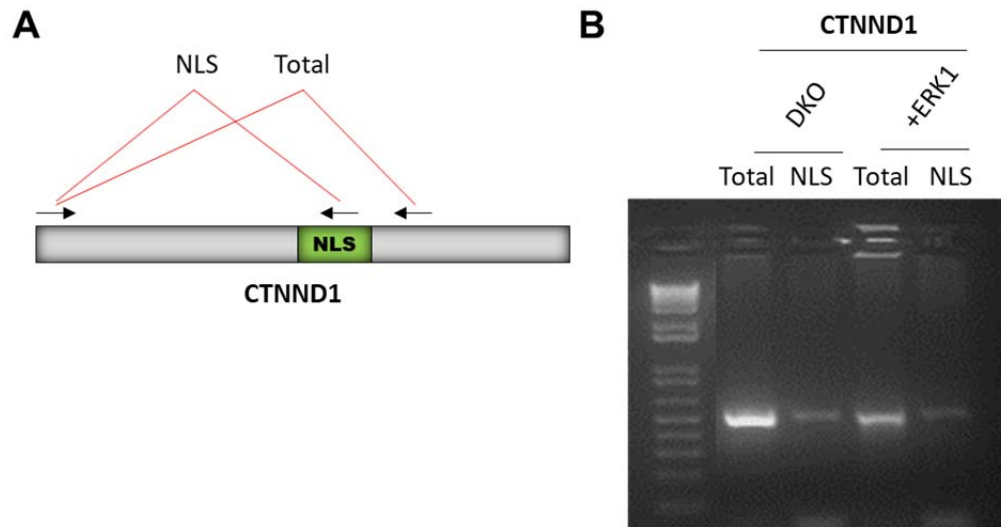 A
NLS Total
NLS
CTNND1
B
CTNND1
DKO +ERK1
Total NLS Total NLS